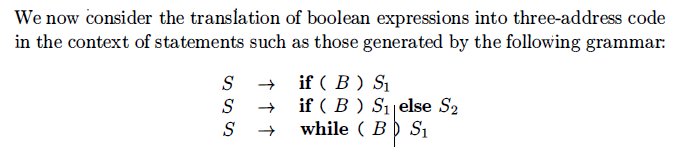 We now consider the translation of boolean expressions into three-address code
in the context of statements such as those generated by the following grammar:
S → if ( B ) S₁
S → if ( B ) S₁ else S₂
S → while ( B ) S₁